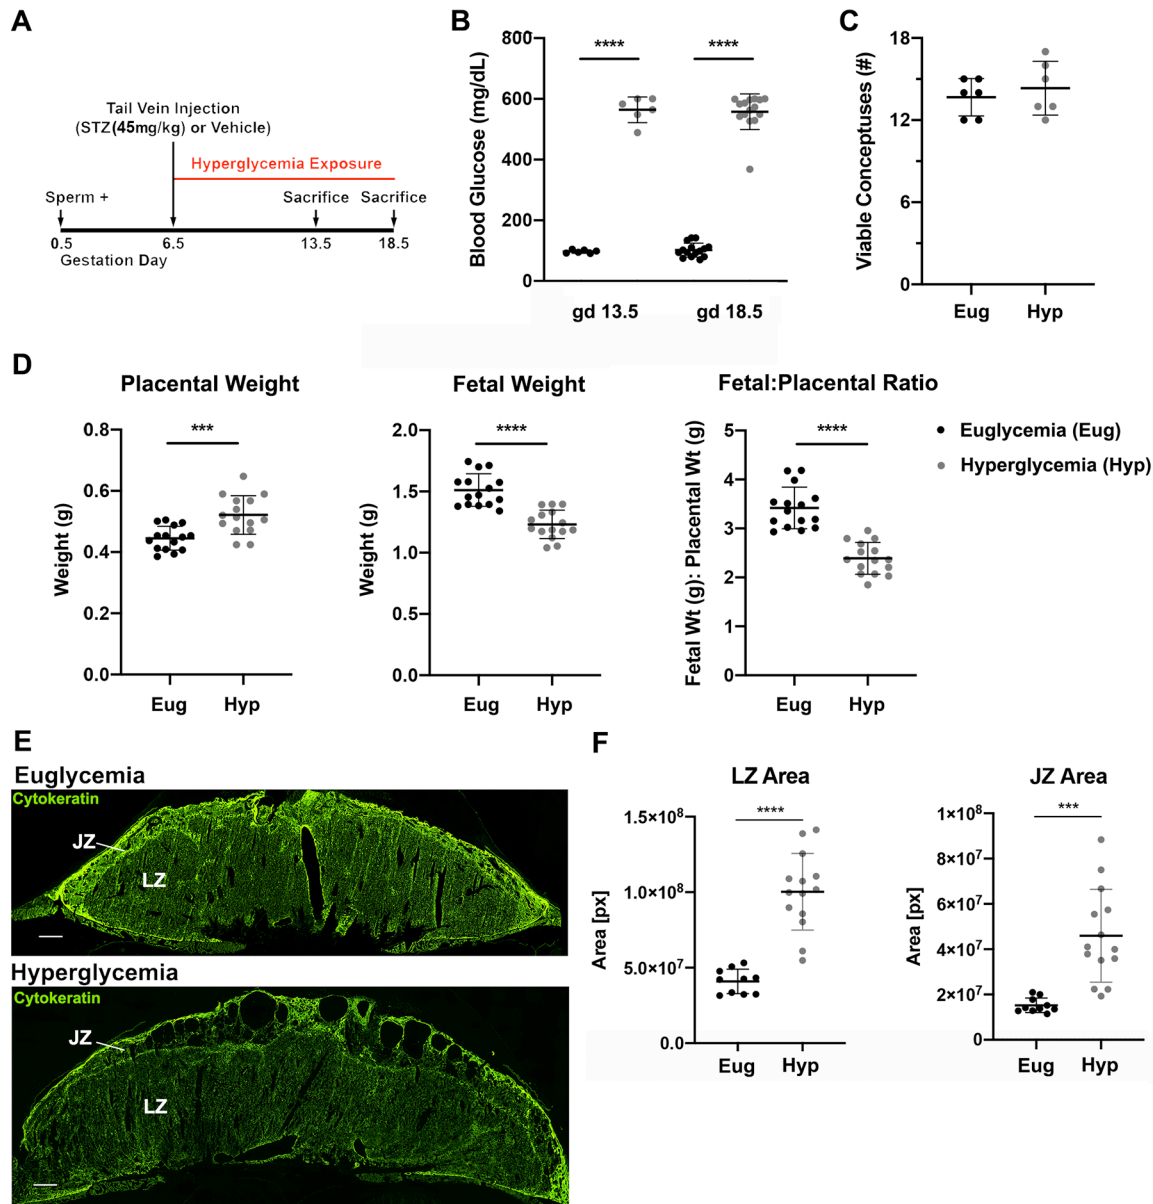 A
Tail Vein Injection
(STZ(45mg/kg) or Vehicle)
Hyperglycemia Exposure
Sperm +
Sacrifice
Sacrifice
0.5
6.5
13.5
18.5
Gestation Day
B
****
****
Blood Glucose (mg/dL)
800
600
400
200
0
gd 13.5
gd 18.5
C
Viable Conceptuses (#)
18
12
6
0
Eug
Hyp
D
Placental Weight
***
Weight (g)
0.8
0.6
0.4
0.2
0.0
Eug
Hyp
Fetal Weight
****
Weight (g)
2.0
1.5
1.0
0.5
0.0
Eug
Hyp
Fetal:Placental Ratio
****
Fetal Wt (g): Placental Wt (g)
5
4
3
2
1
0
Eug
Hyp
Euglycemia (Eug)
Hyperglycemia (Hyp)
E
Euglycemia
Cytokeratin
JZ
LZ
Hyperglycemia
Cytokeratin
JZ
LZ
F
LZ Area
****
Area [px]
1.5×10⁸
1.0×10⁸
5.0×10⁷
0.0
Eug
Hyp
JZ Area
***
Area [px]
1×10⁸
8×10⁷
6×10⁷
4×10⁷
2×10⁷
0
Eug
Hyp